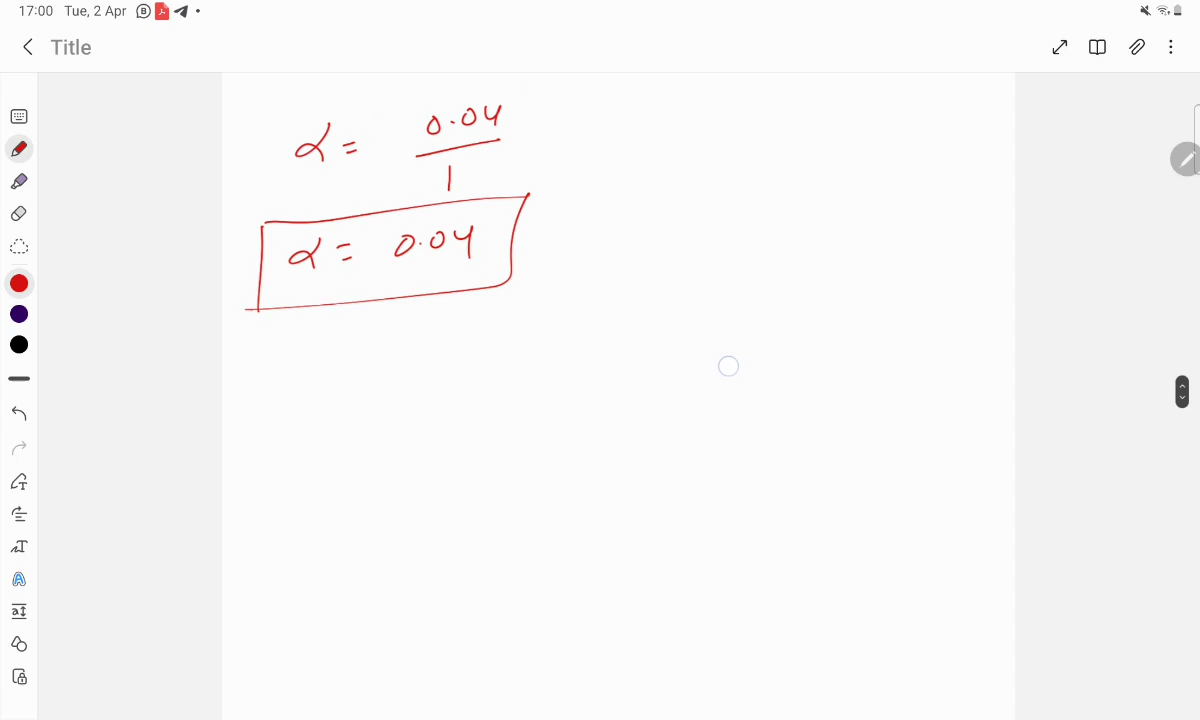 17:00 Tue, 2 Apr
Title
α = 0.04
1
α = 0.04